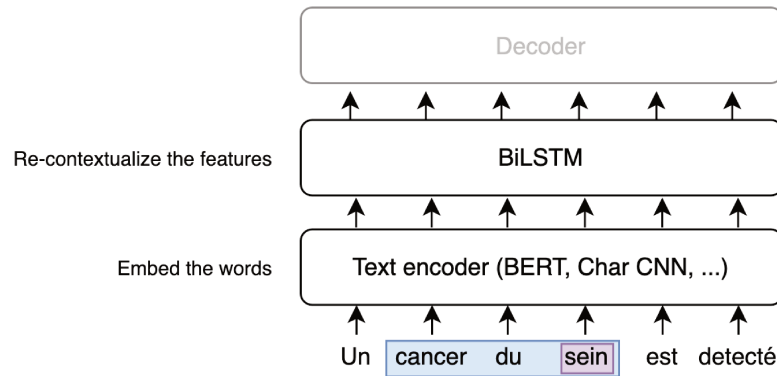 Decoder
Re-contextualize the features
BiLSTM
Embed the words
Text encoder (BERT, Char CNN, ...)
Un cancer du sein est detecté